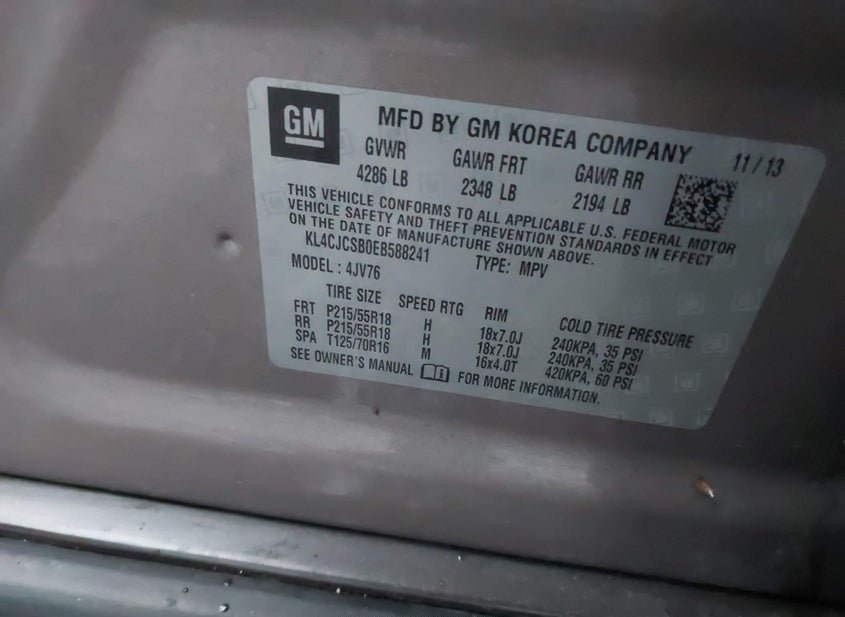 GM
MFD BY GM KOREA COMPANY 11/13
GVWR GAWR FRT GAWR RR
4286 LB 2348 LB 2194 LB
THIS VEHICLE CONFORMS TO ALL APPLICABLE U.S. FEDERAL MOTOR
VEHICLE SAFETY AND THEFT PREVENTION STANDARDS IN EFFECT
ON THE DATE OF MANUFACTURE SHOWN ABOVE.
KL4CJCSB0EB588241 TYPE: MPV
MODEL : 4JV76
TIRE SIZE SPEED RTG RIM COLD TIRE PRESSURE
FRT P215/55R18 H 18x7.0J 240KPA, 35 PSI
RR P215/55R18 H 18x7.0J 240KPA, 35 PSI
SPA T125/70R16 M 16x4.0T 420KPA, 60 PSI
SEE OWNER'S MANUAL FOR MORE INFORMATION.